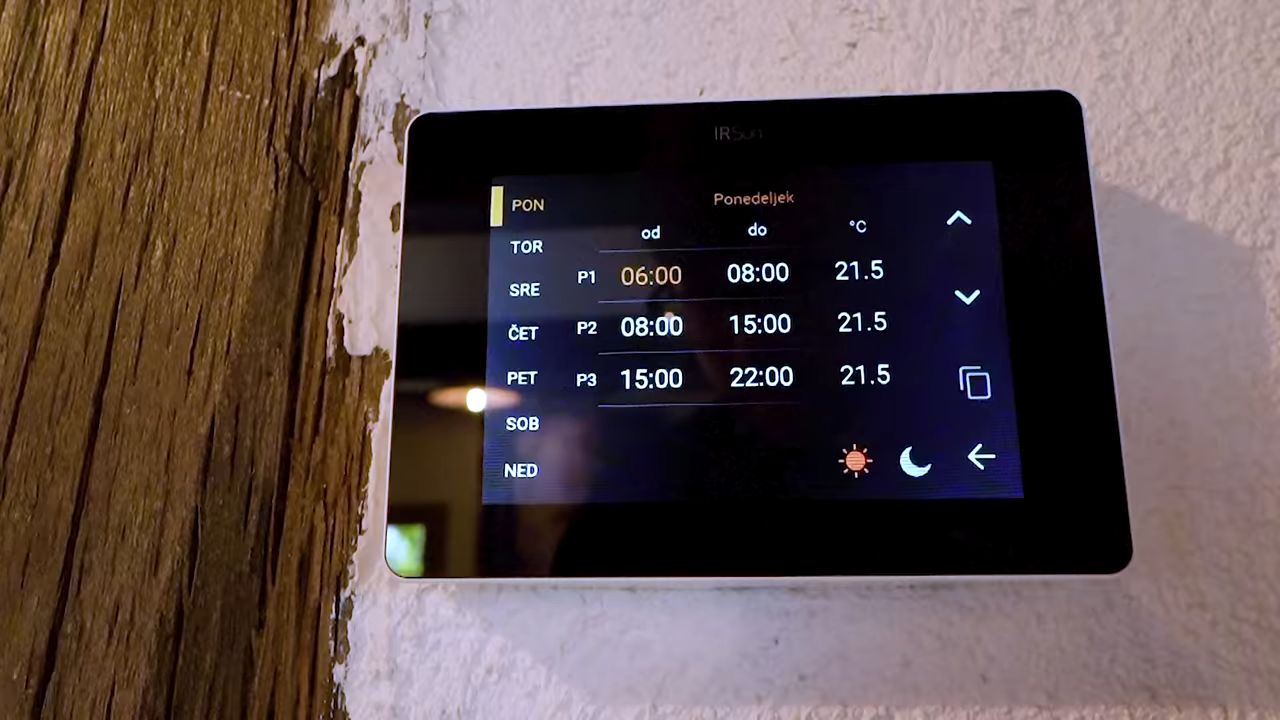 IRSun
PON
Ponedeljek
TOR
od do °C
SRE
P1 06:00 08:00 21.5
ČET
P2 08:00 15:00 21.5
PET
P3 15:00 22:00 21.5
SOB
NED